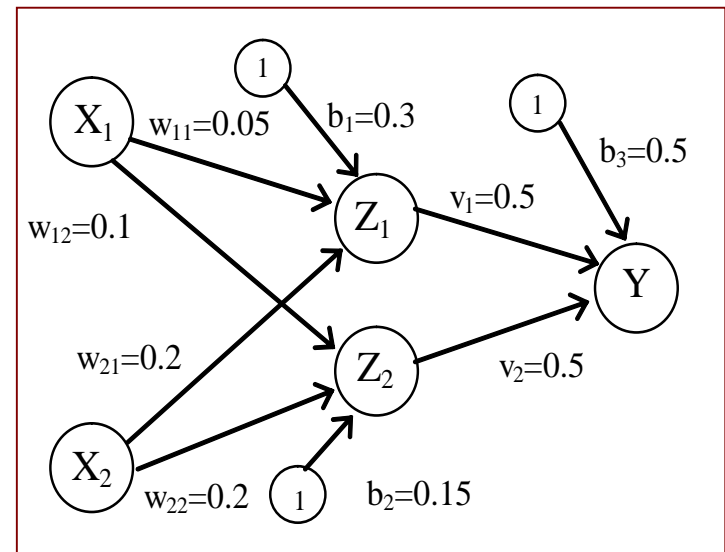 1
1
X₁
w₁₁=0.05
b₁=0.3
b₃=0.5
Z₁
v₁=0.5
w₁₂=0.1
Y
w₂₁=0.2
Z₂
v₂=0.5
X₂
w₂₂=0.2
1
b₂=0.15